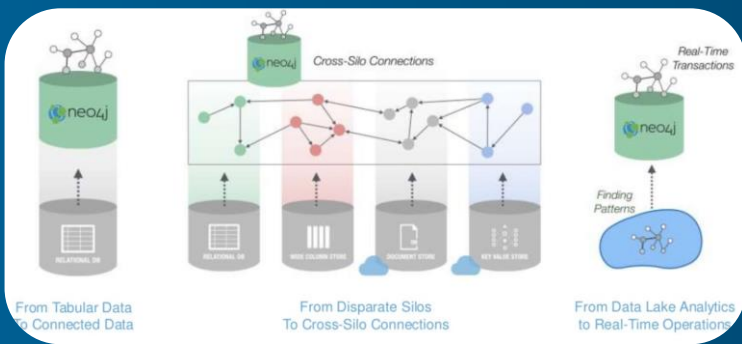 neo4j
RELATIONAL DB
From Tabular Data
To Connected Data
neo4j
Cross-Silo Connections
RELATIONAL DB
WIDE COLUMN STORE
DOCUMENT STORE
KEY VALUE STORE
From Disparate Silos
To Cross-Silo Connections
Real-Time
Transactions
neo4j
Finding
Patterns
From Data Lake Analytics
to Real-Time Operations